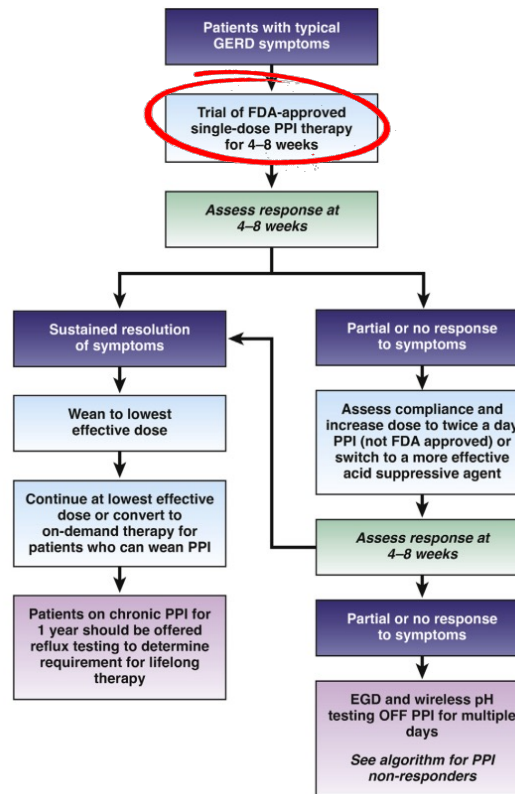 Patients with typical
GERD symptoms
Trial of FDA-approved
single-dose PPI therapy
for 4–8 weeks
Assess response at
4–8 weeks
Sustained resolution
of symptoms
Wean to lowest
effective dose
Continue at lowest effective
dose or convert to
on-demand therapy for
patients who can wean PPI
Patients on chronic PPI for
1 year should be offered
reflux testing to determine
requirement for lifelong
therapy
Partial or no response
to symptoms
Assess compliance and
increase dose to twice a day
PPI (not FDA approved) or
switch to a more effective
acid suppressive agent
Assess response at
4–8 weeks
Partial or no response
to symptoms
EGD and wireless pH
testing OFF PPI for multiple
days
See algorithm for PPI
non-responders